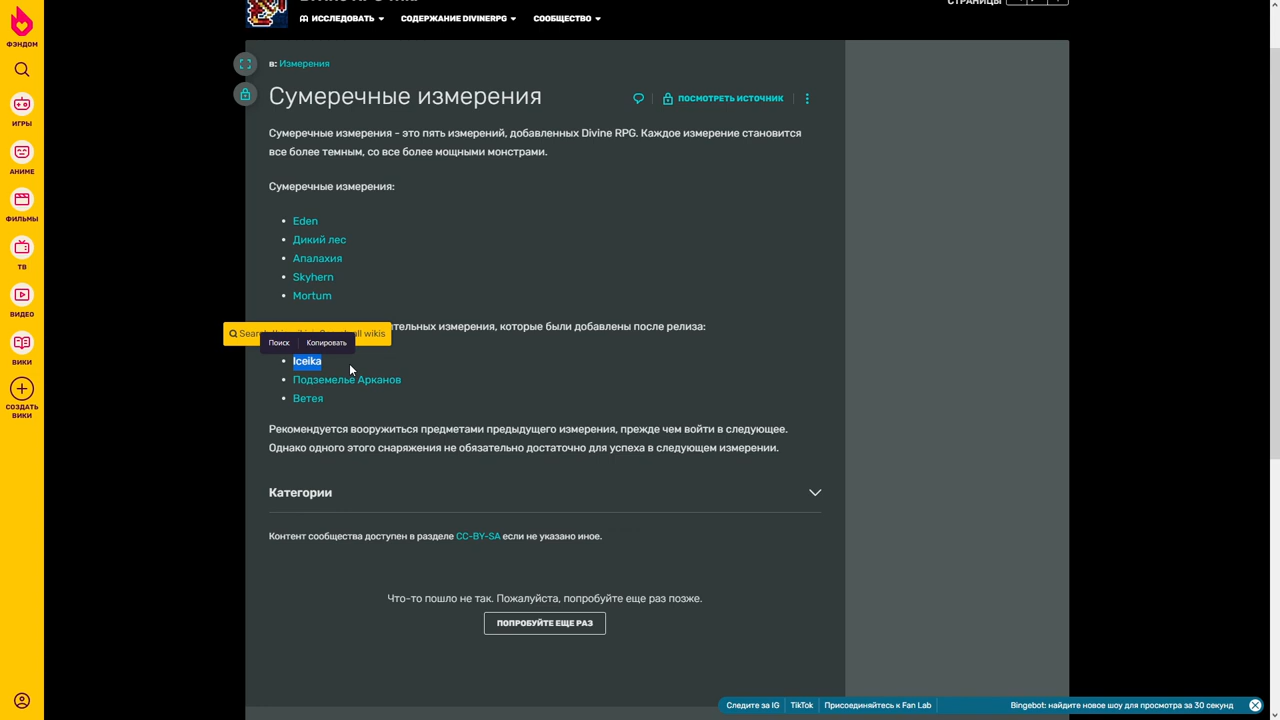 СТРАНИЦЫ
ИССЛЕДОВАТЬ
СОДЕРЖАНИЕ DIVINERPG
СООБЩЕСТВО
ФЭНДОМ
ИГРЫ
АНИМЕ
ФИЛЬМЫ
ТВ
ВИДЕО
ВИКИ
СОЗДАТЬ
ВИКИ
в: Измерения
Сумеречные измерения
ПОСМОТРЕТЬ ИСТОЧНИК
Сумеречные измерения - это пять измерений, добавленных Divine RPG. Каждое измерение становится
все более темным, со все более мощными монстрами.
Сумеречные измерения:
Eden
Дикий лес
Апалахия
Skyhern
Mortum
измерения, которые были добавлены после релиза:
wikis
Поиск
Копировать
Iceika
Подземелье Арканов
Ветея
Рекомендуется вооружиться предметами предыдущего измерения, прежде чем войти в следующее.
Однако одного этого снаряжения не обязательно достаточно для успеха в следующем измерении.
Категории
Контент сообщества доступен в разделе CC-BY-SA если не указано иное.
Что-то пошло не так. Пожалуйста, попробуйте еще раз позже.
ПОПРОБУЙТЕ ЕЩЕ РАЗ
Следите за IG
TikTok
Присоединяйтесь к Fan Lab
Bingebot: найдите новое шоу для просмотра за 30 секунд